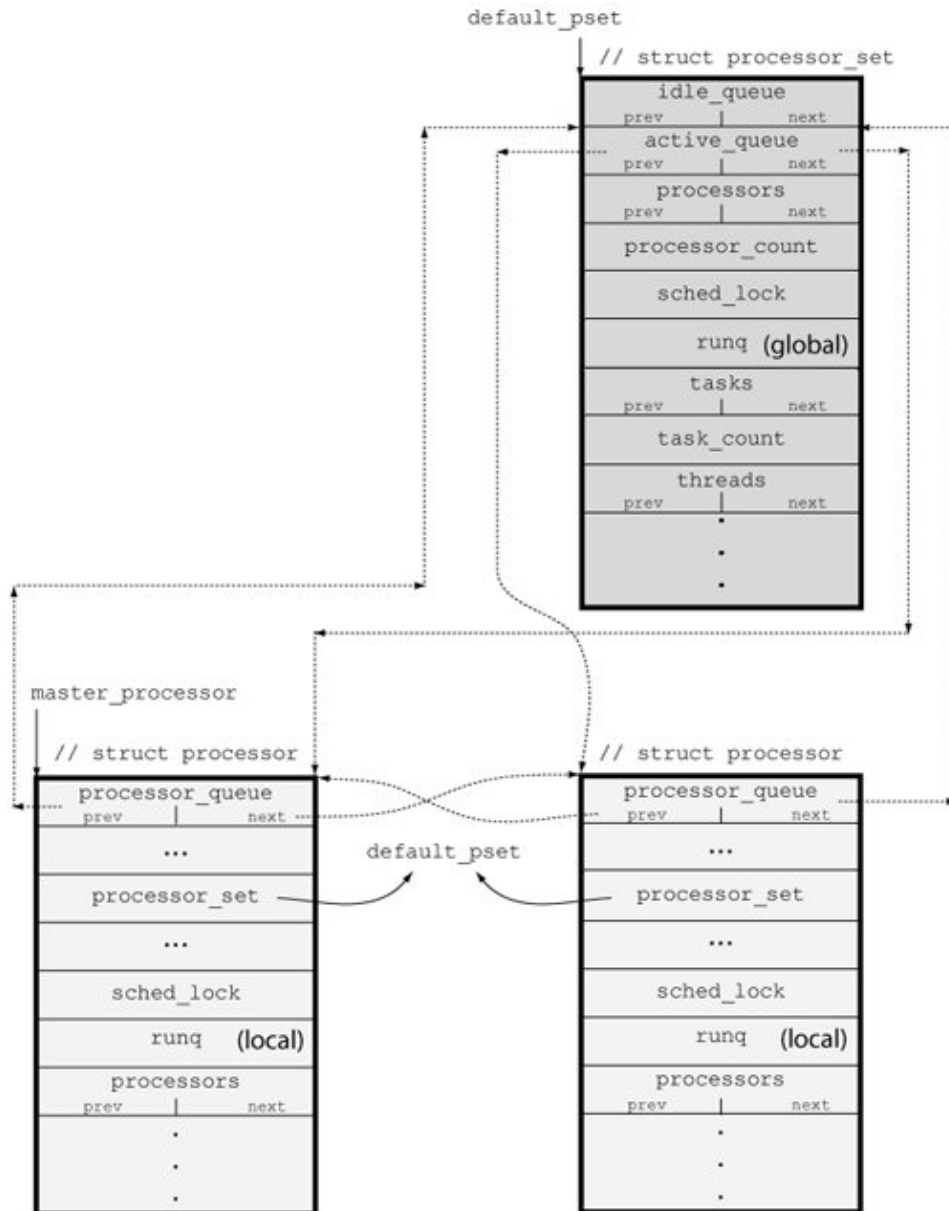 default_pset
// struct processor_set
idle_queue
prev | next
active_queue
prev | next
processors
prev | next
processor_count
sched_lock
runq (global)
tasks
prev | next
task_count
threads
prev | next
master_processor
// struct processor
processor_queue
prev | next
...
processor_set
...
sched_lock
runq (local)
processors
prev | next
default_pset
// struct processor
processor_queue
prev | next
...
processor_set
...
sched_lock
runq (local)
processors
prev | next